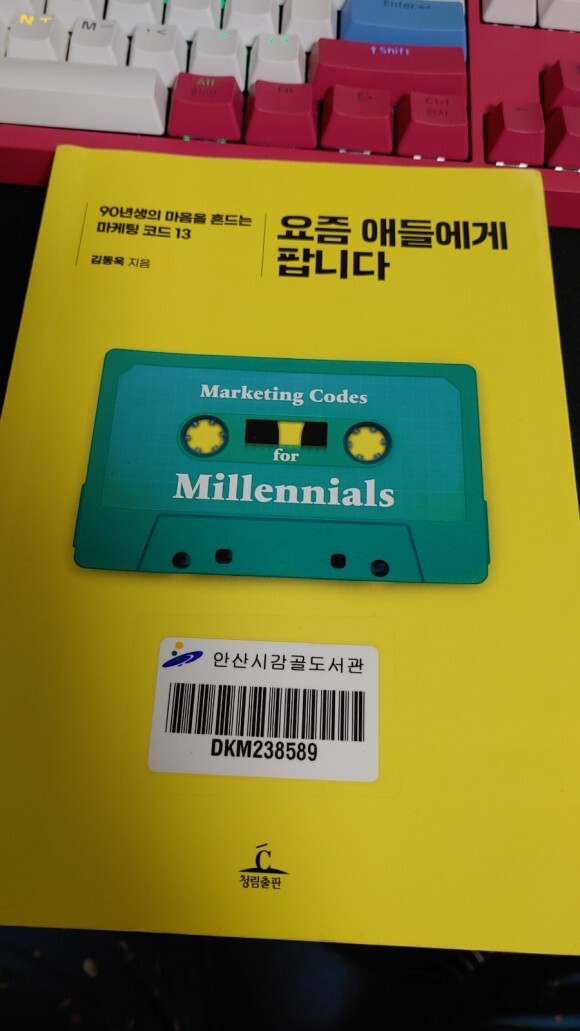 N
M
<
Enter
⇧Shift
Alt
Fn
Ctrl
90년생의 마음을 흔드는
마케팅 코드 13
김동욱 지음
요즘 애들에게
팝니다
Marketing Codes
for
Millennials
안산시감골도서관
DKM238589
C
청림출판